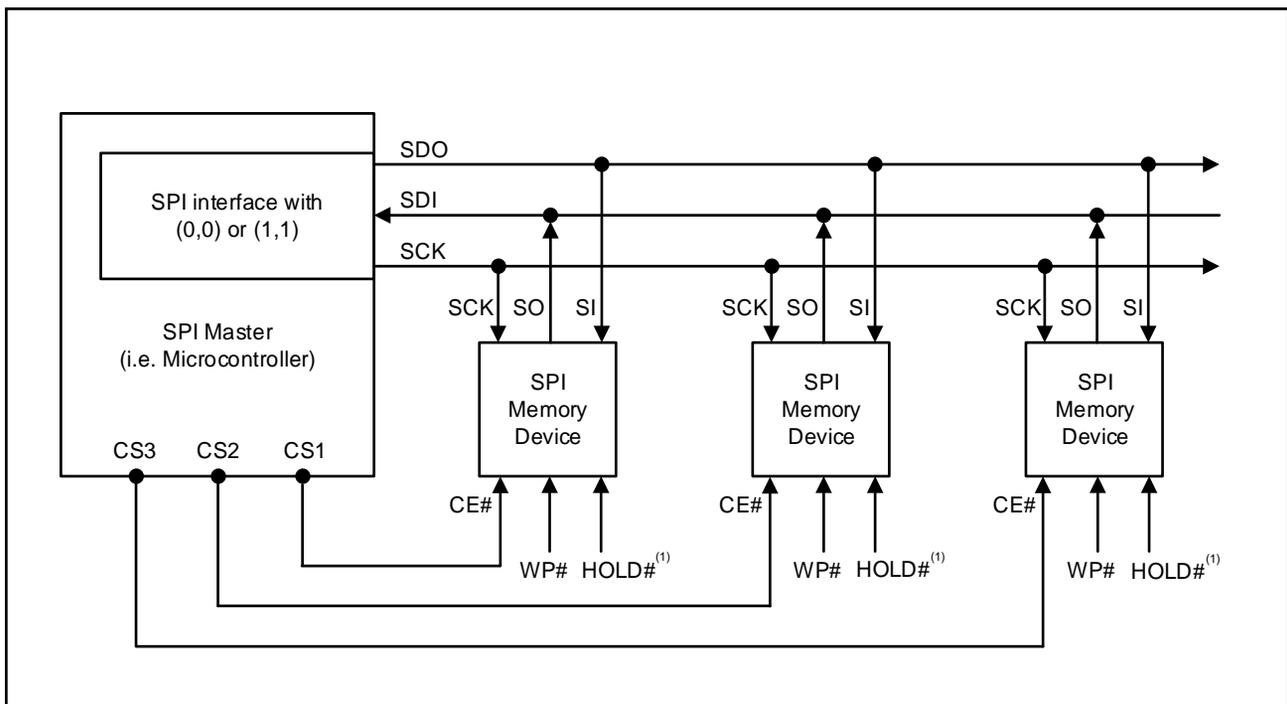 SDO
SPI interface with
(0,0) or (1,1)
SDI
SCK
SPI Master
(i.e. Microcontroller)
CS3 CS2 CS1
SCK SO SI
SPI
Memory
Device
CE#
WP# HOLD#(1)
SCK SO SI
SPI
Memory
Device
CE#
WP# HOLD#(1)
SCK SO SI
SPI
Memory
Device
CE#
WP# HOLD#(1)